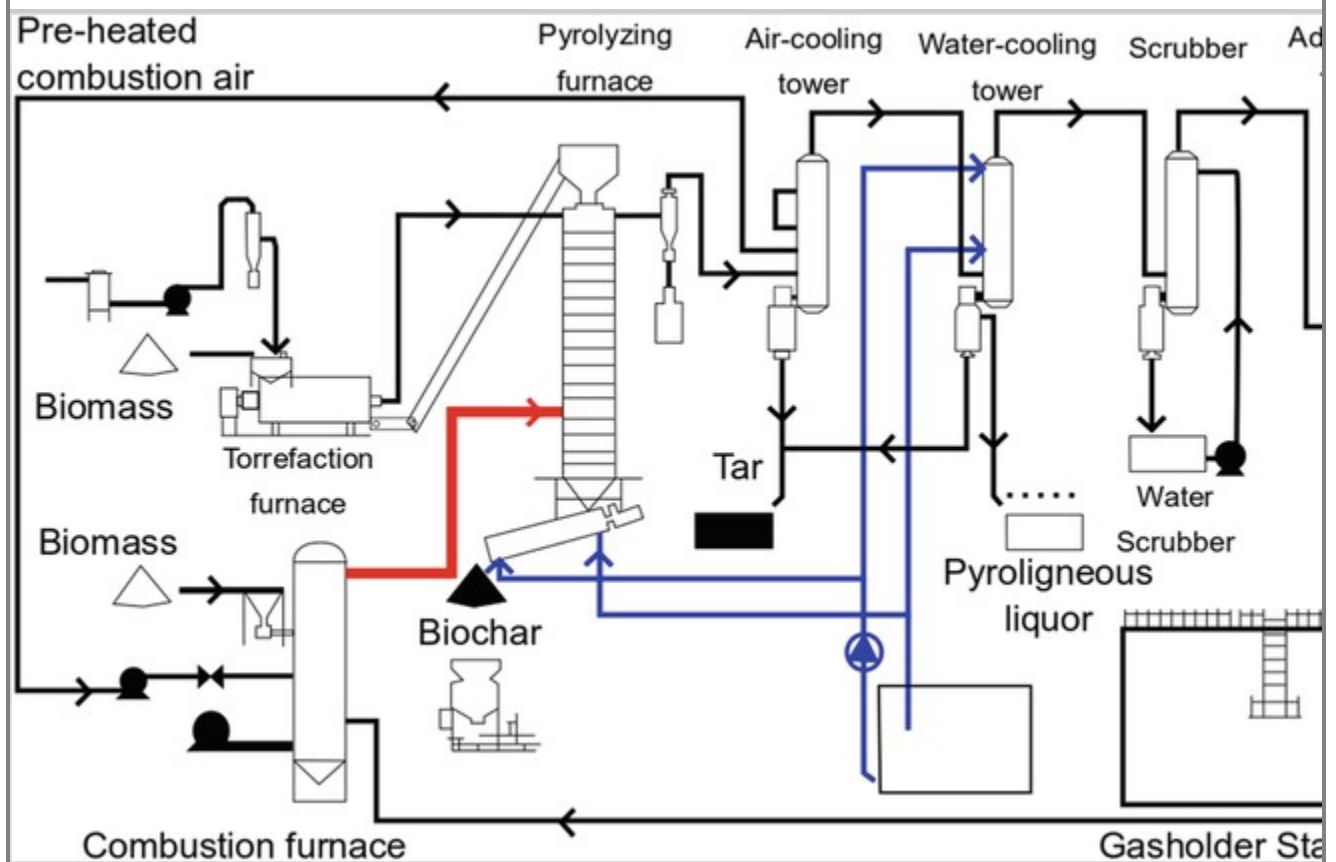 Pre-heated
combustion air
Pyrolyzing
furnace
Air-cooling
tower
Water-cooling
tower
Scrubber
Biomass
Torrefaction
furnace
Tar
Water
Scrubber
Biomass
Pyroligneous
liquor
Biochar
Combustion furnace
Gasholder